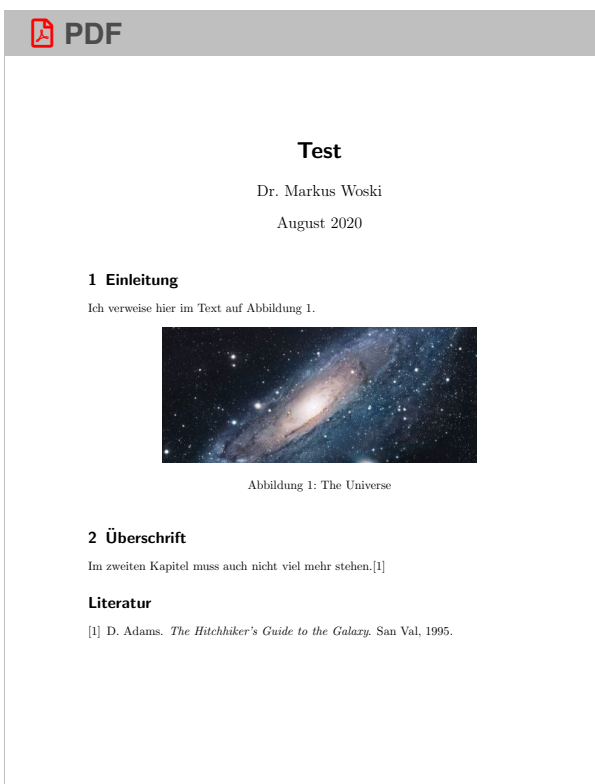 PDF
Test
Dr. Markus Woski
August 2020
1 Einleitung
Ich verweise hier im Text auf Abbildung 1.
Abbildung 1: The Universe
2 Überschrift
Im zweiten Kapitel muss auch nicht viel mehr stehen.[1]
Literatur
[1] D. Adams. The Hitchhiker's Guide to the Galaxy. San Val, 1995.